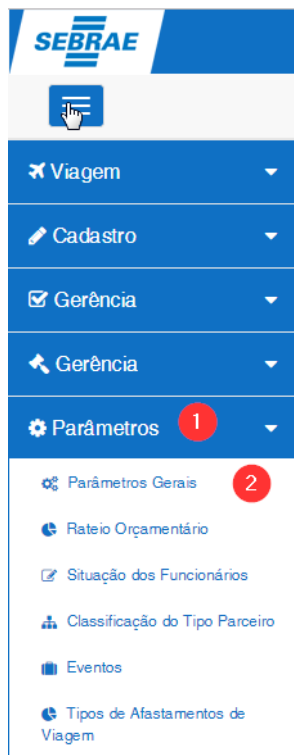 SEBRAE
Viagem
Cadastro
Gerência
Gerência
Parâmetros 1
Parâmetros Gerais 2
Rateio Orçamentário
Situação dos Funcionários
Classificação do Tipo Parceiro
Eventos
Tipos de Afastamentos de
Viagem